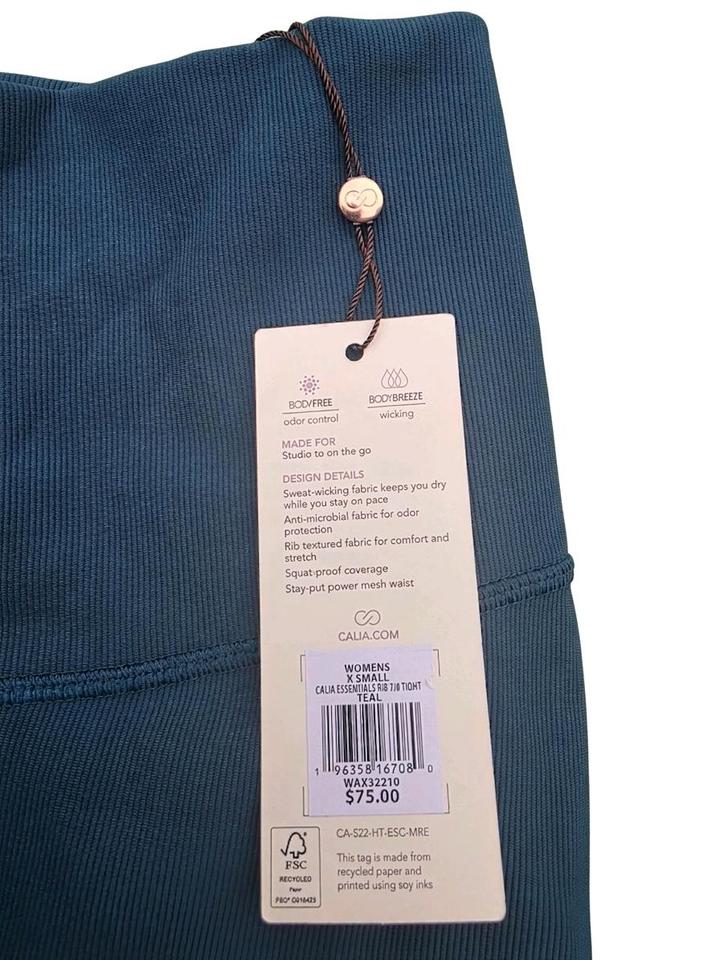 BODYFREE
odor control
BODYBREEZE
wicking
MADE FOR
Studio to on the go
DESIGN DETAILS
Sweat-wicking fabric keeps you dry
while you stay on pace
Anti-microbial fabric for odor
protection
Rib textured fabric for comfort and
stretch
Squat-proof coverage
Stay-put power mesh waist
CALIA.COM
WOMENS
X SMALL
CALIA ESSENTIALS RIB 7/8 TIGHT
TEAL
1 96358 16708 0
WAX32210
$75.00
CA-S22-HT-ESC-MRE
FSC
RECYCLED
This tag is made from
recycled paper and
printed using soy inks